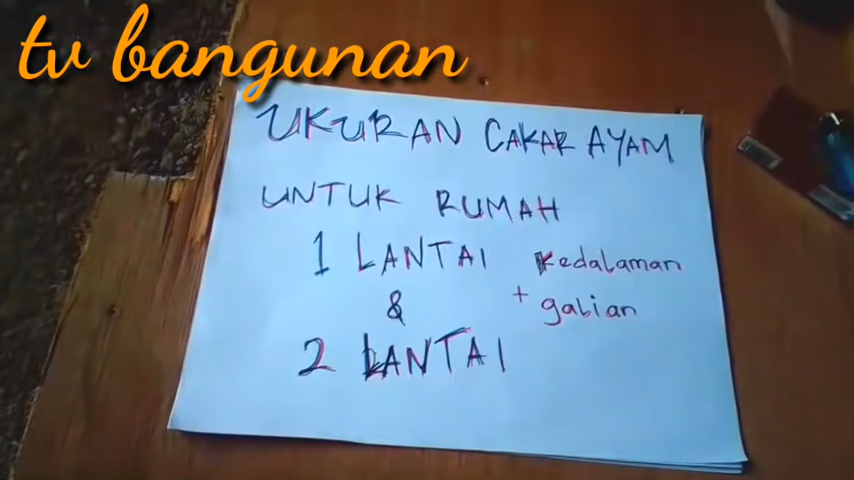 tv bangunan
UKURAN CAKAR AYAM
UNTUK RUMAH
1 LANTAI kedalaman
& + galian
2 LANTAI